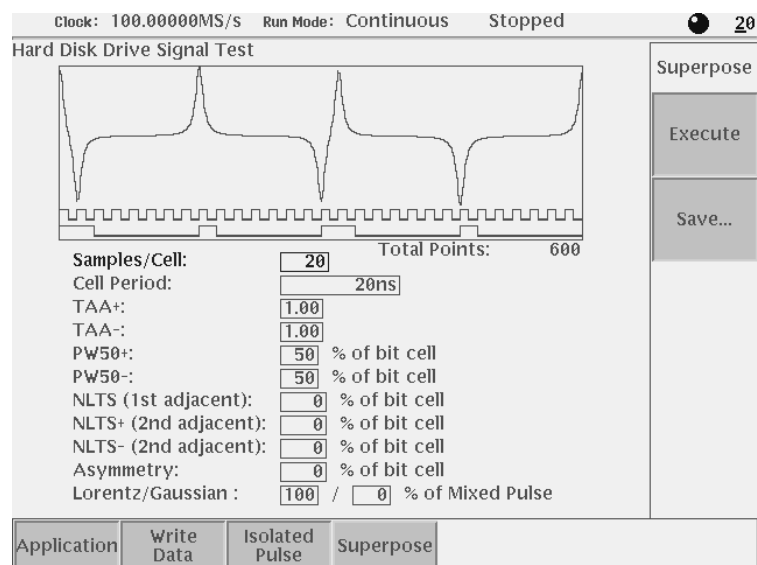 Clock: 100.00000MS/s Run Mode: Continuous Stopped 20
Hard Disk Drive Signal Test
Superpose
Execute
Save...
Total Points: 600
Samples/Cell: 20
Cell Period: 20ns
TAA+: 1.00
TAA-: 1.00
PW50+: 50 % of bit cell
PW50-: 50 % of bit cell
NLTS (1st adjacent): 0 % of bit cell
NLTS+ (2nd adjacent): 0 % of bit cell
NLTS- (2nd adjacent): 0 % of bit cell
Asymmetry: 0 % of bit cell
Lorentz/Gaussian : 100 / 0 % of Mixed Pulse
Application
Write Data
Isolated Pulse
Superpose